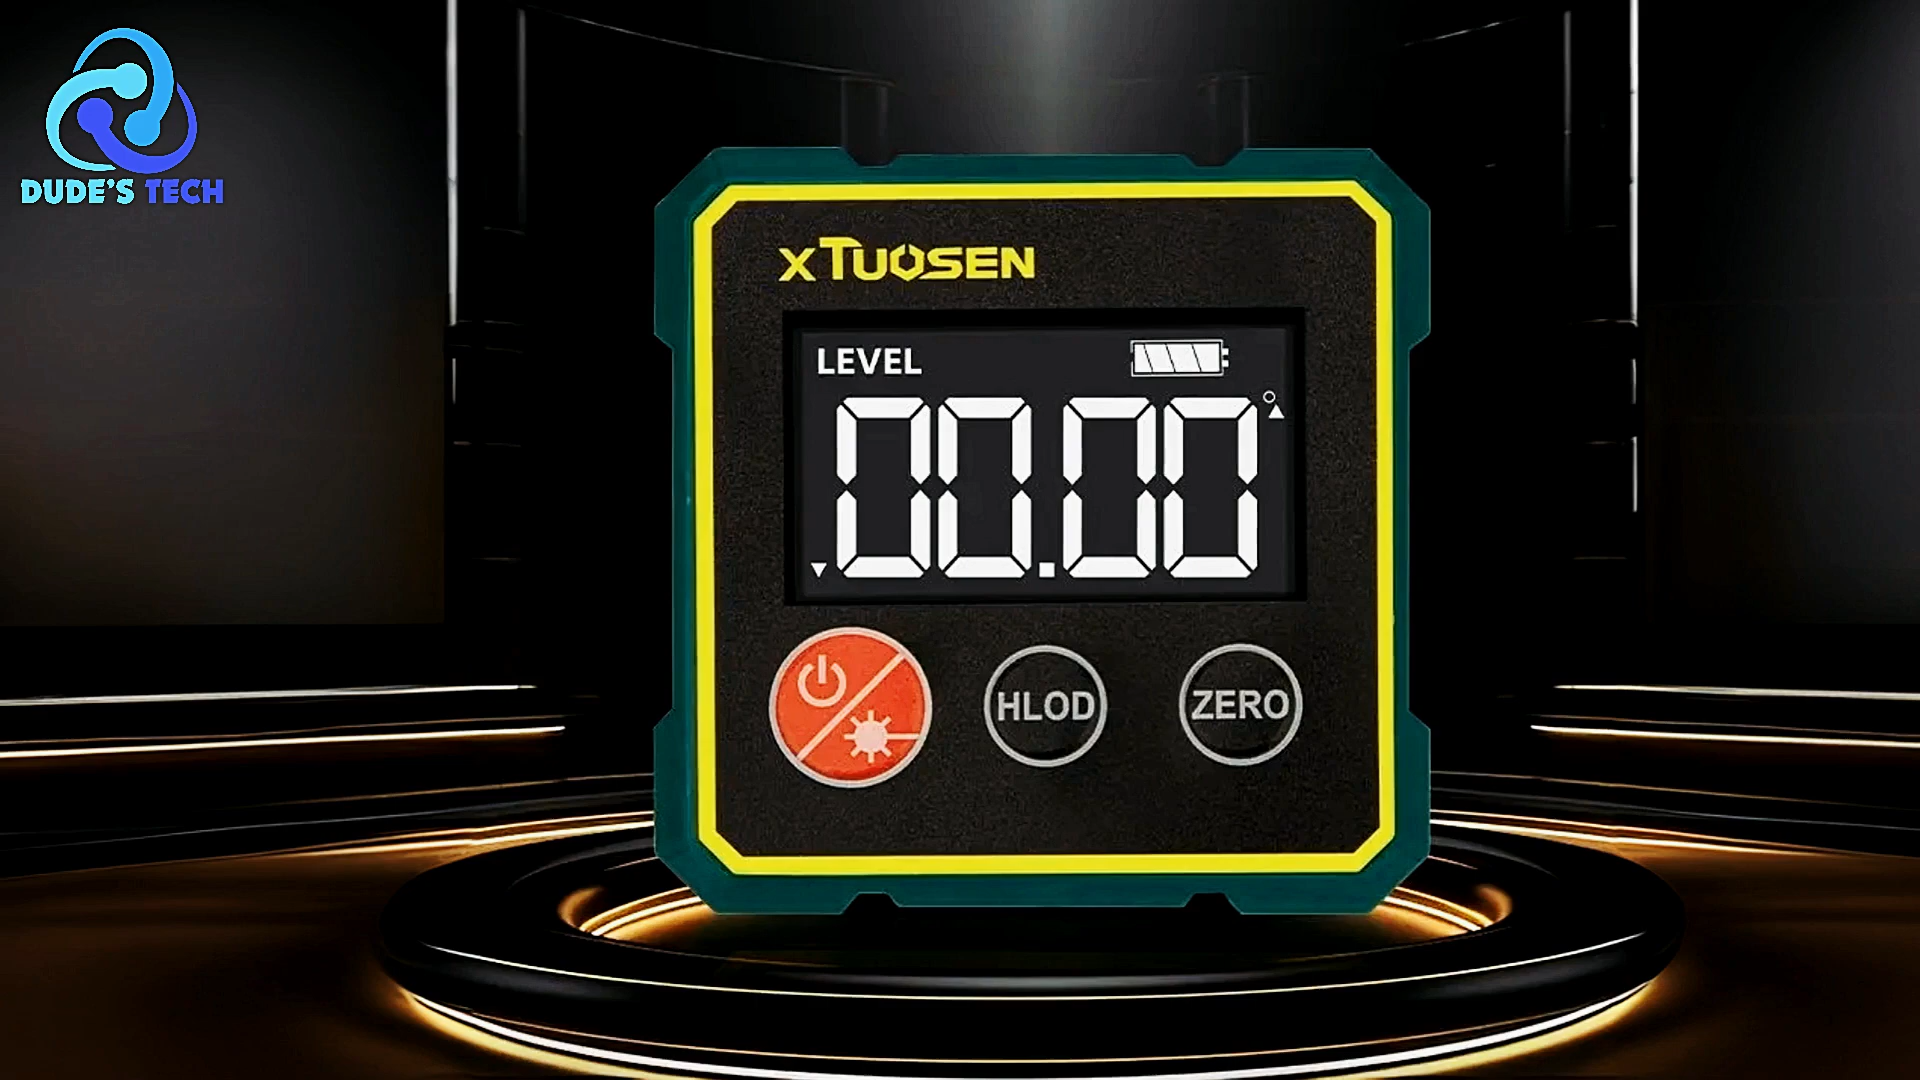 DUDE'S TECH
XTUOSEN
LEVEL
00.00°
HLOD
ZERO